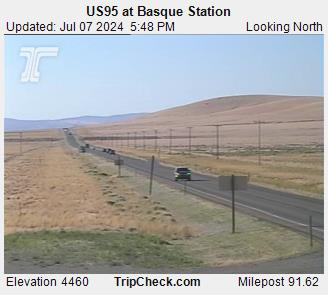 US95 at Basque Station
Updated: Jul 07 2024 5:48 PM Looking North
Elevation 4460 TripCheck.com Milepost 91.62